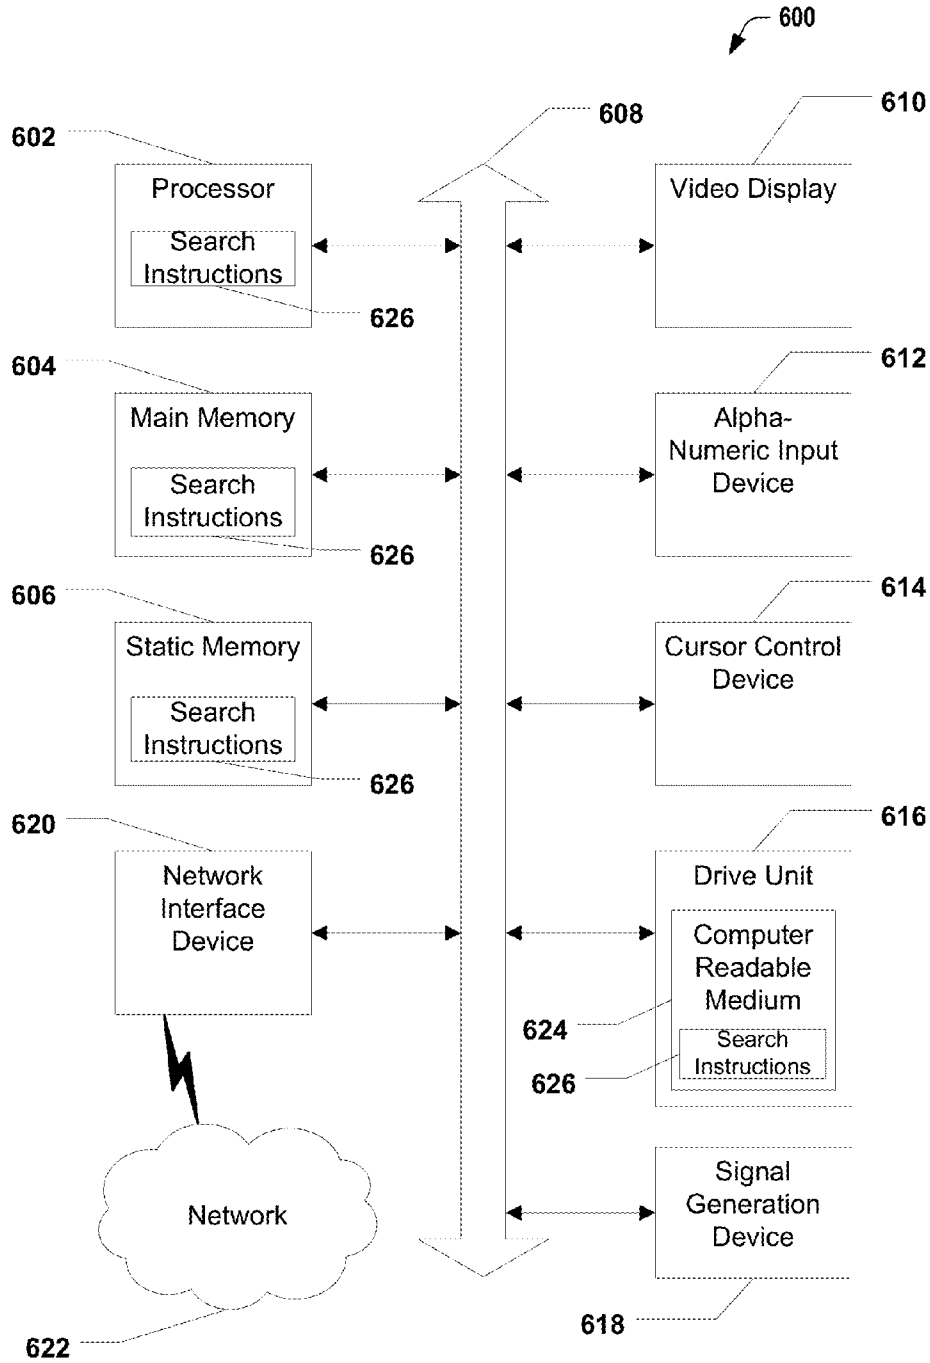 600
602
Processor
Search
Instructions
626
604
Main Memory
Search
Instructions
626
606
Static Memory
Search
Instructions
626
620
Network
Interface
Device
Network
622
608
610
Video Display
612
Alpha-
Numeric Input
Device
614
Cursor Control
Device
616
Drive Unit
Computer
Readable
Medium
624
Search
Instructions
626
Signal
Generation
Device
618